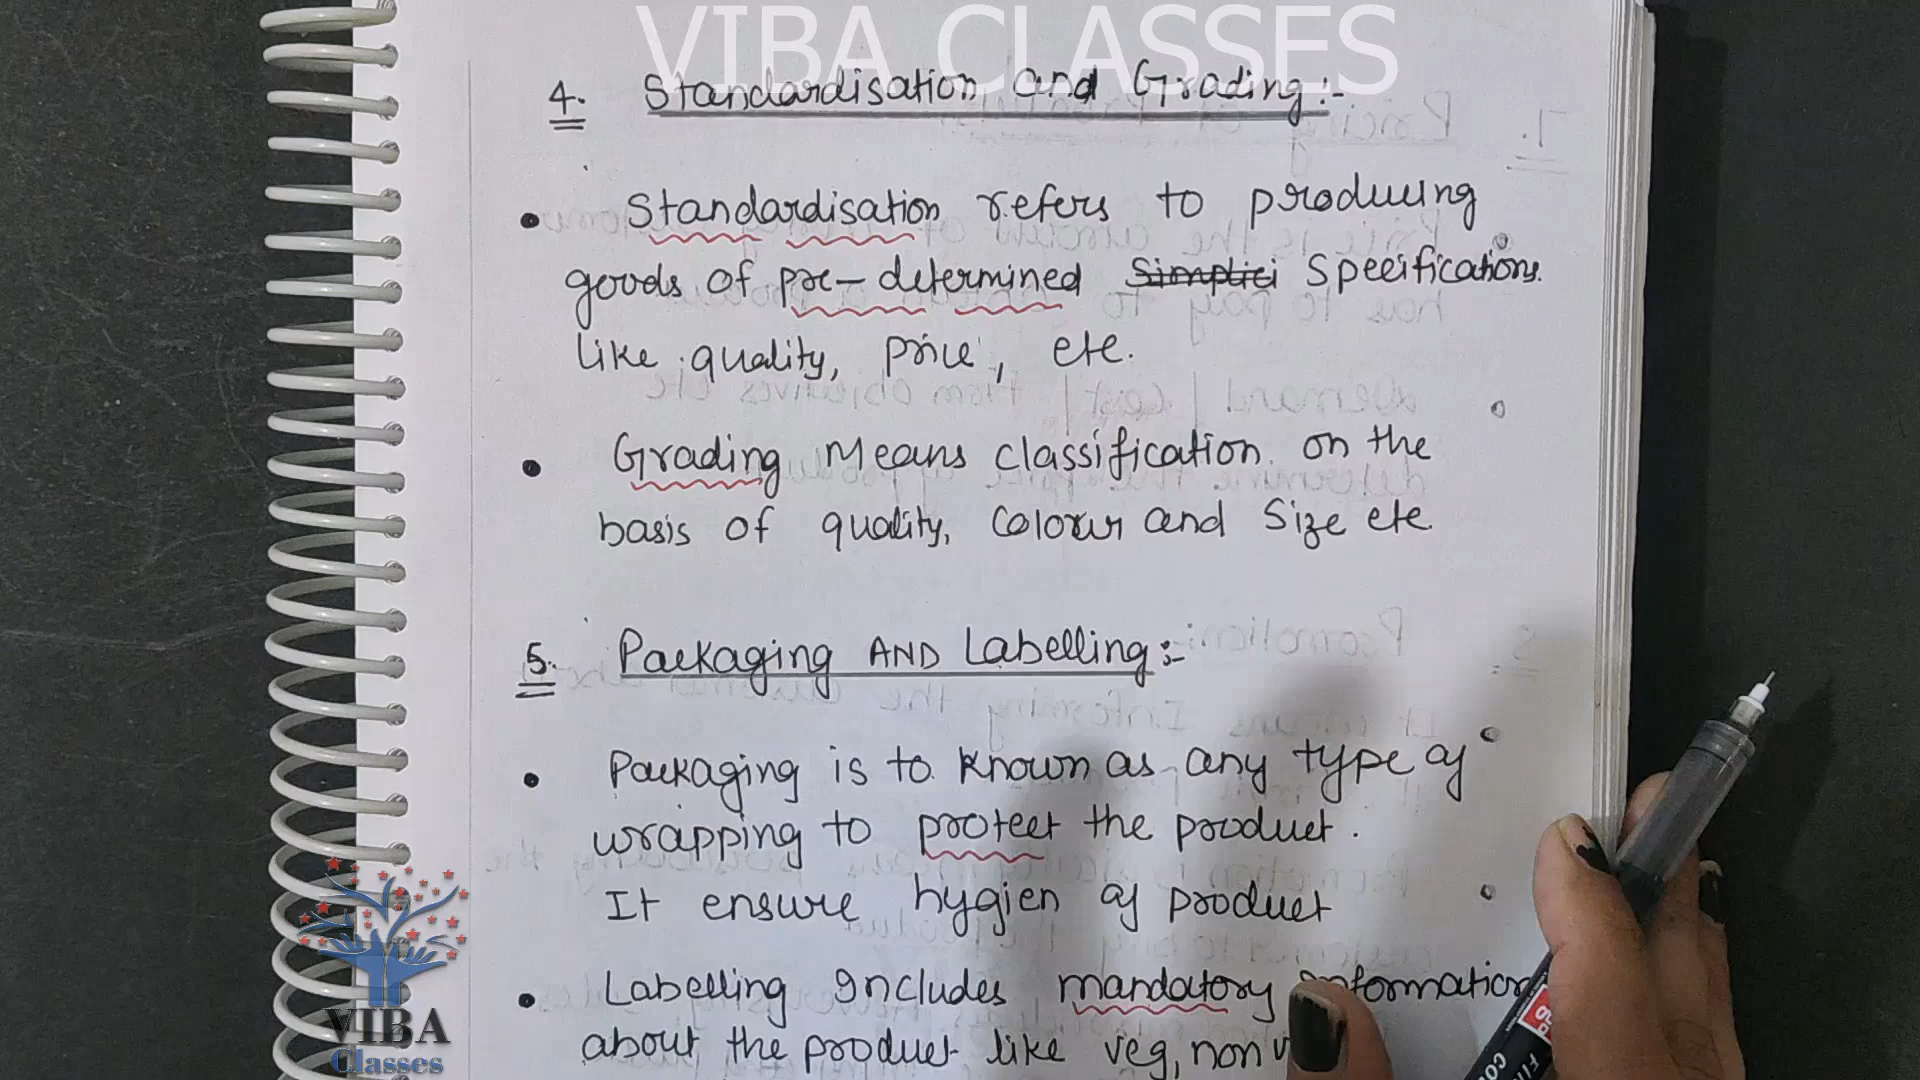 VIBA CLASSES
4. Standardisation and Grading:-
• Standardisation refers to producing
goods of pre-determined Specifications.
like quality, price, etc.
• Grading Means classification on the
basis of quality, Colour and Size etc.
5. Packaging AND Labelling:-
• Packaging is to known as any type of
wrapping to protect the product.
It ensure hygien of product
• Labelling Includes mandatory information
about the product like veg, non
VIBA
Classes